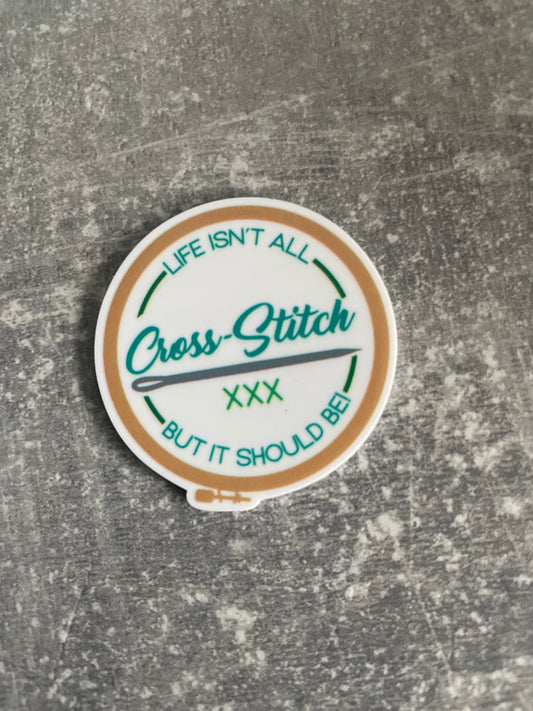 LIFE ISN'T ALL
Cross-Stitch
XXX
BUT IT SHOULD BE!